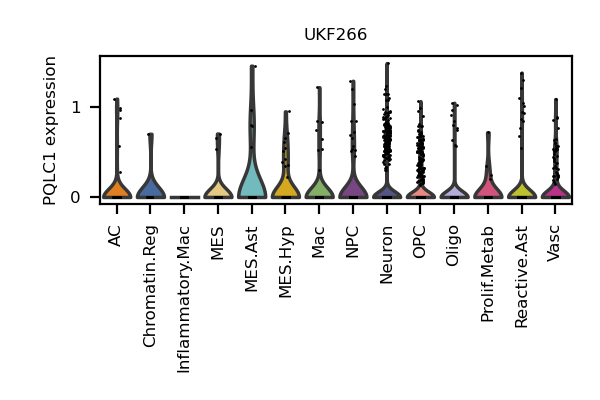 UKF266
PQLC1 expression
1
0
AC
Chromatin.Reg
Inflammatory.Mac
MES
MES.Ast
MES.Hyp
Mac
NPC
Neuron
OPC
Oligo
Prolif.Metab
Reactive.Ast
Vasc